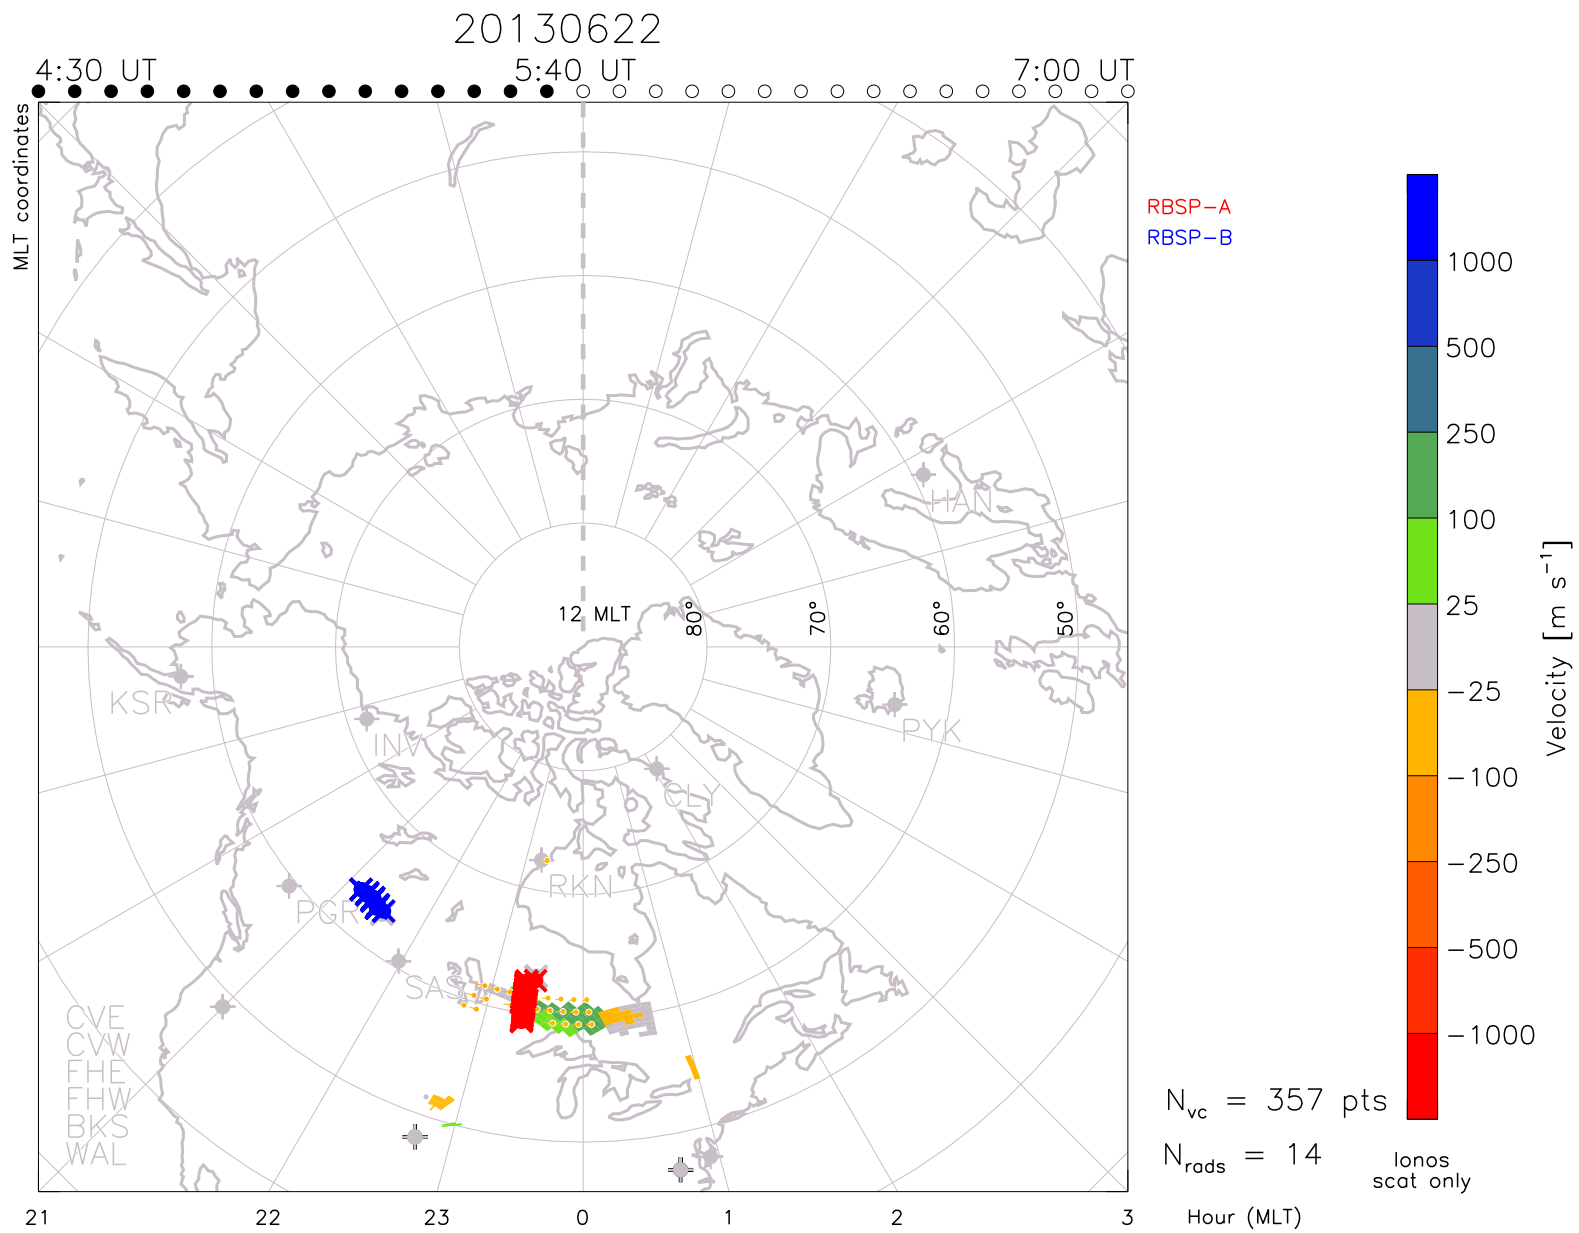 20130622
4:30 UT 5:40 UT 7:00 UT
MLT coordinates
RBSP-A
RBSP-B
1000
500
250
100
25
-25
-100
-250
-500
-1000
Velocity [m s⁻¹]
Ionos
scat only
12 MLT
80° 70° 60° 50°
HAN
KSR
PYK
INV
CLY
RKN
PGR
SAS
CVE
CVW
FHE
FHW
BKS
WAL
Nvc = 357 pts
Nrads = 14
21 22 23 0 1 2 3 Hour (MLT)